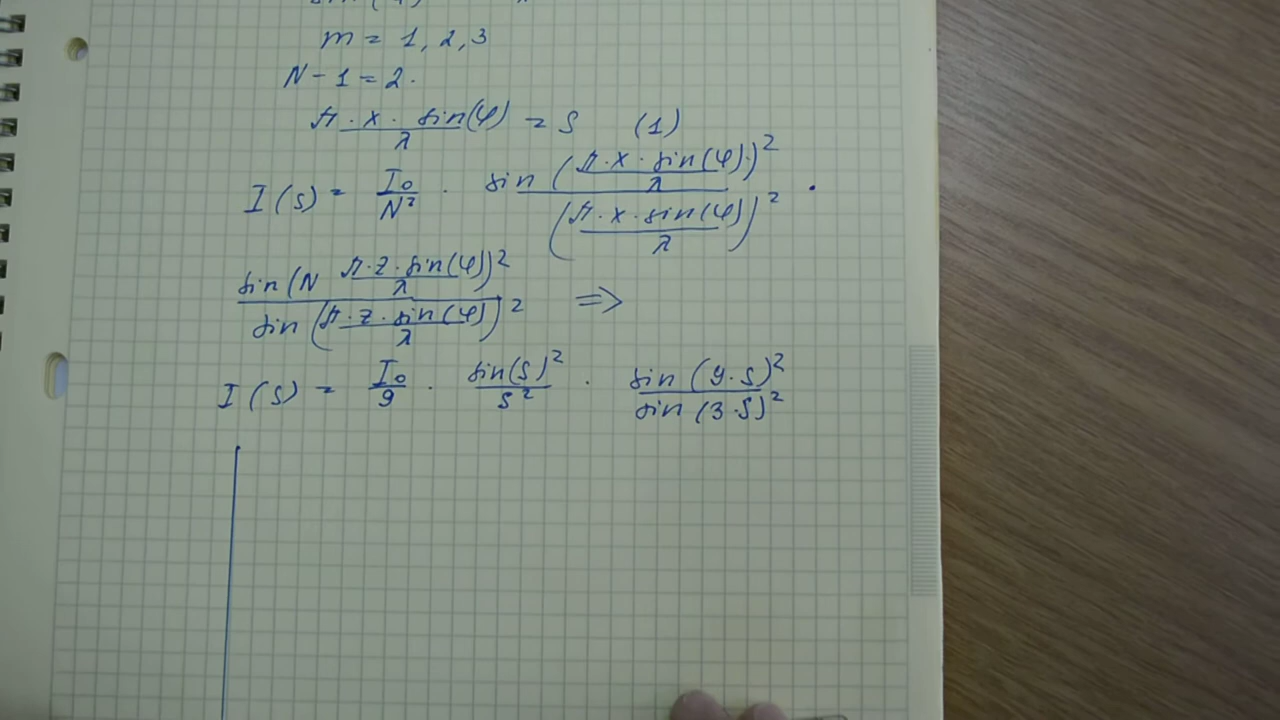 m = 1, 2, 3
N - 1 = 2.
π · x · sin(φ) / λ = S (1)
I(S) = I₀ / N² · sin(π · x · sin(φ) / λ)² / (π · x · sin(φ) / λ)² ·
sin(N π · z · sin(φ) / λ)² / sin(π · z · sin(φ) / λ)² =>
I(S) = I₀ / 9 · sin(S)² / S² · sin(9 · S)² / sin(3 · S)²